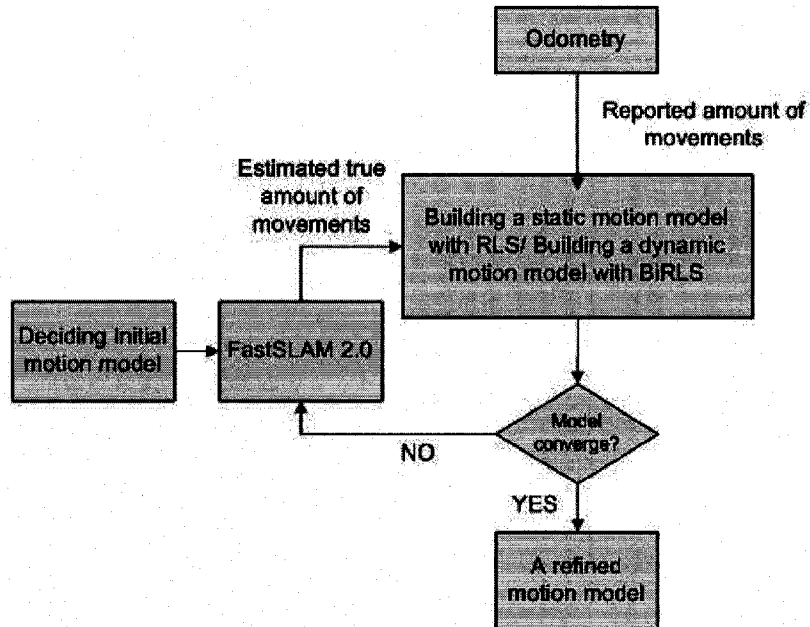 Odometry
Reported amount of
movements
Estimated true
amount of
movements
Building a static motion model
with RLS/ Building a dynamic
motion model with BiRLS
Deciding Initial
motion model
FastSLAM 2.0
Model
converge?
NO
YES
A refined
motion model